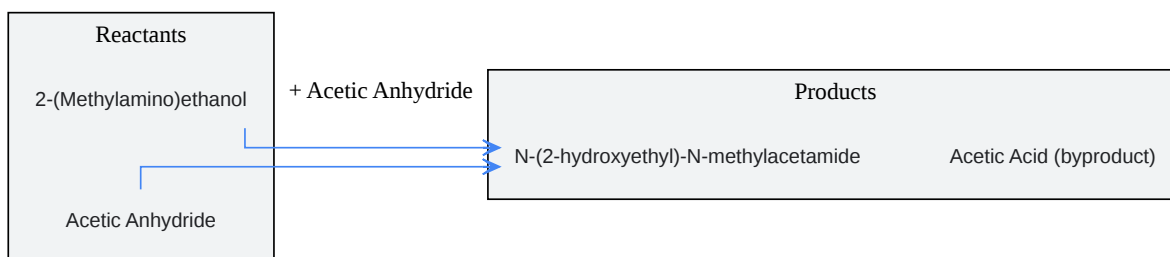 Reactants
2-(Methylamino)ethanol
Acetic Anhydride
+ Acetic Anhydride
Products
N-(2-hydroxyethyl)-N-methylacetamide
Acetic Acid (byproduct)